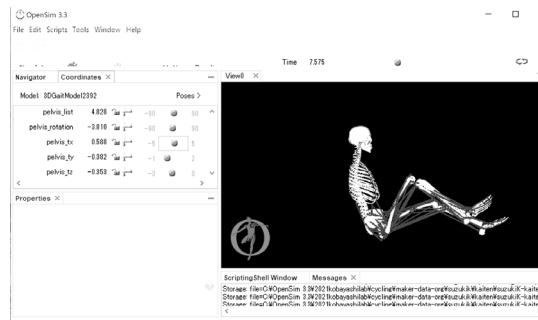 OpenSim 3.3
File Edit Scripts Tools Window Help
Time 7.575
Navigator Coordinates ×
View0 ×
Model: 3DGaitModel2392 Poses >
pelvis_list 4.828 -90 90
pelvis_rotation -3.810 -90 90
pelvis_tx 0.588 -5 5
pelvis_ty -0.382 -1 2
pelvis_tz -0.353 -3 3
Properties ×
ScriptingShell Window Messages ×
Storage: file=C:¥OpenSim 3.3¥2021kobayashilab¥cycling¥maker-data-org¥suzukik¥kaiten¥suzukiK-kaite
Storage: file=C:¥OpenSim 3.3¥2021kobayashilab¥cycling¥maker-data-org¥suzukik¥kaiten¥suzukiK-kaite
Storage: file=C:¥OpenSim 3.3¥2021kobayashilab¥cycling¥maker-data-org¥suzukik¥kaiten¥suzukiK-kaite